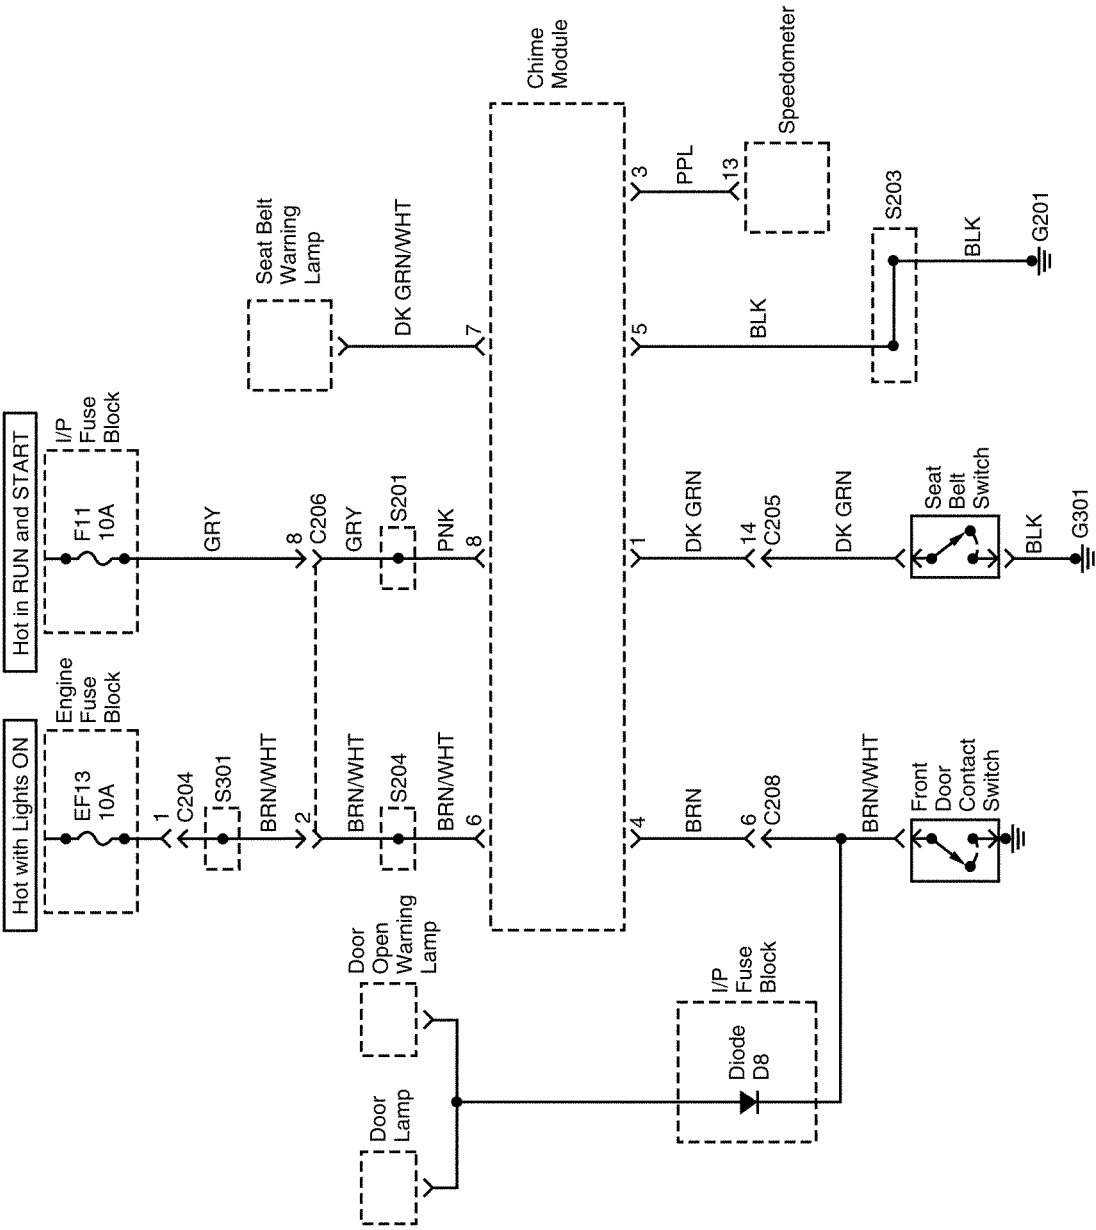 Hot with Lights ON
Hot in RUN and START
Engine
Fuse
Block
EF13
10A
I/P
Fuse
Block
F11
10A
1
C204
S301
BRN/WHT
2
GRY
8
C206
BRN/WHT
S204
BRN/WHT
6
GRY
S201
PNK
8
Seat Belt
Warning
Lamp
DK GRN/WHT
7
Door
Lamp
Door
Open
Warning
Lamp
Chime
Module
4
BRN
6
C208
BRN/WHT
Front
Door
Contact
Switch
I/P
Fuse
Block
Diode
D8
1
DK GRN
14
C205
DK GRN
Seat
Belt
Switch
BLK
G301
5
BLK
S203
BLK
G201
3
PPL
13
Speedometer